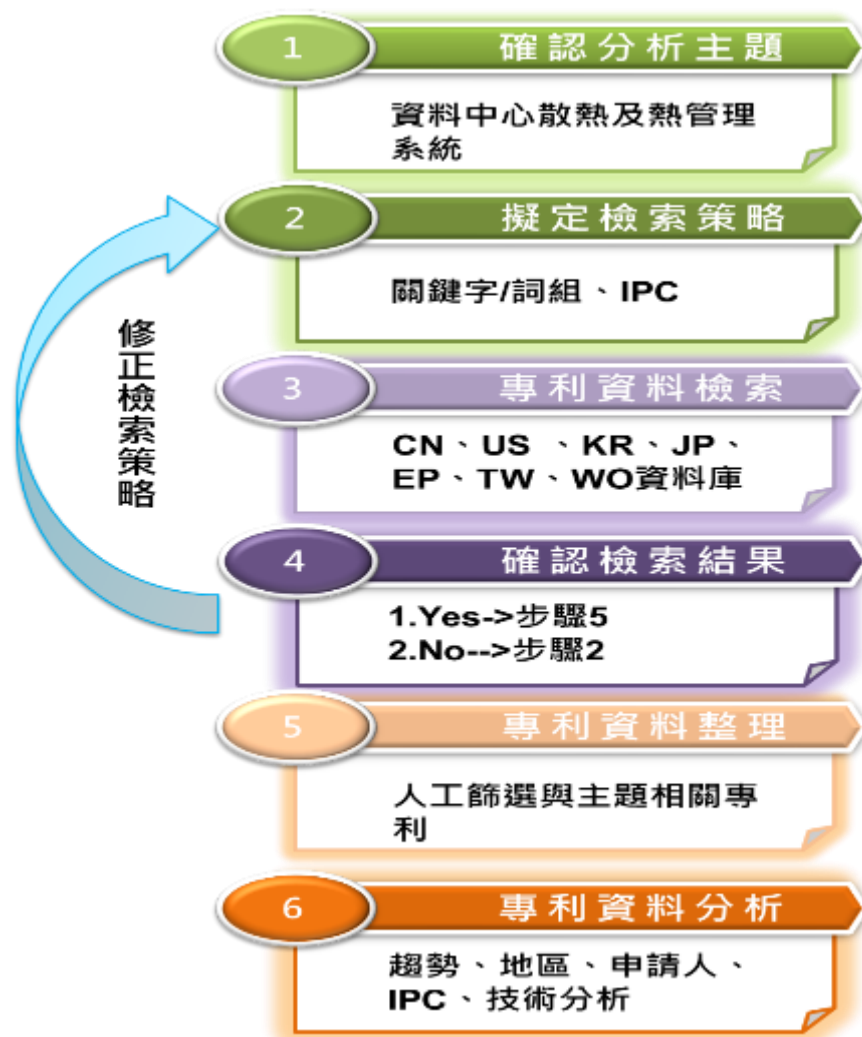 1
確認分析主題
資料中心散熱及熱管理
系統
2
擬定檢索策略
關鍵字/詞組、IPC
修正檢索策略
3
專利資料檢索
CN、US 、KR、JP、
EP、TW、WO資料庫
4
確認檢索結果
1.Yes->步驟5
2.No-->步驟2
5
專利資料整理
人工篩選與主題相關專
利
6
專利資料分析
趨勢、地區、申請人、
IPC、技術分析